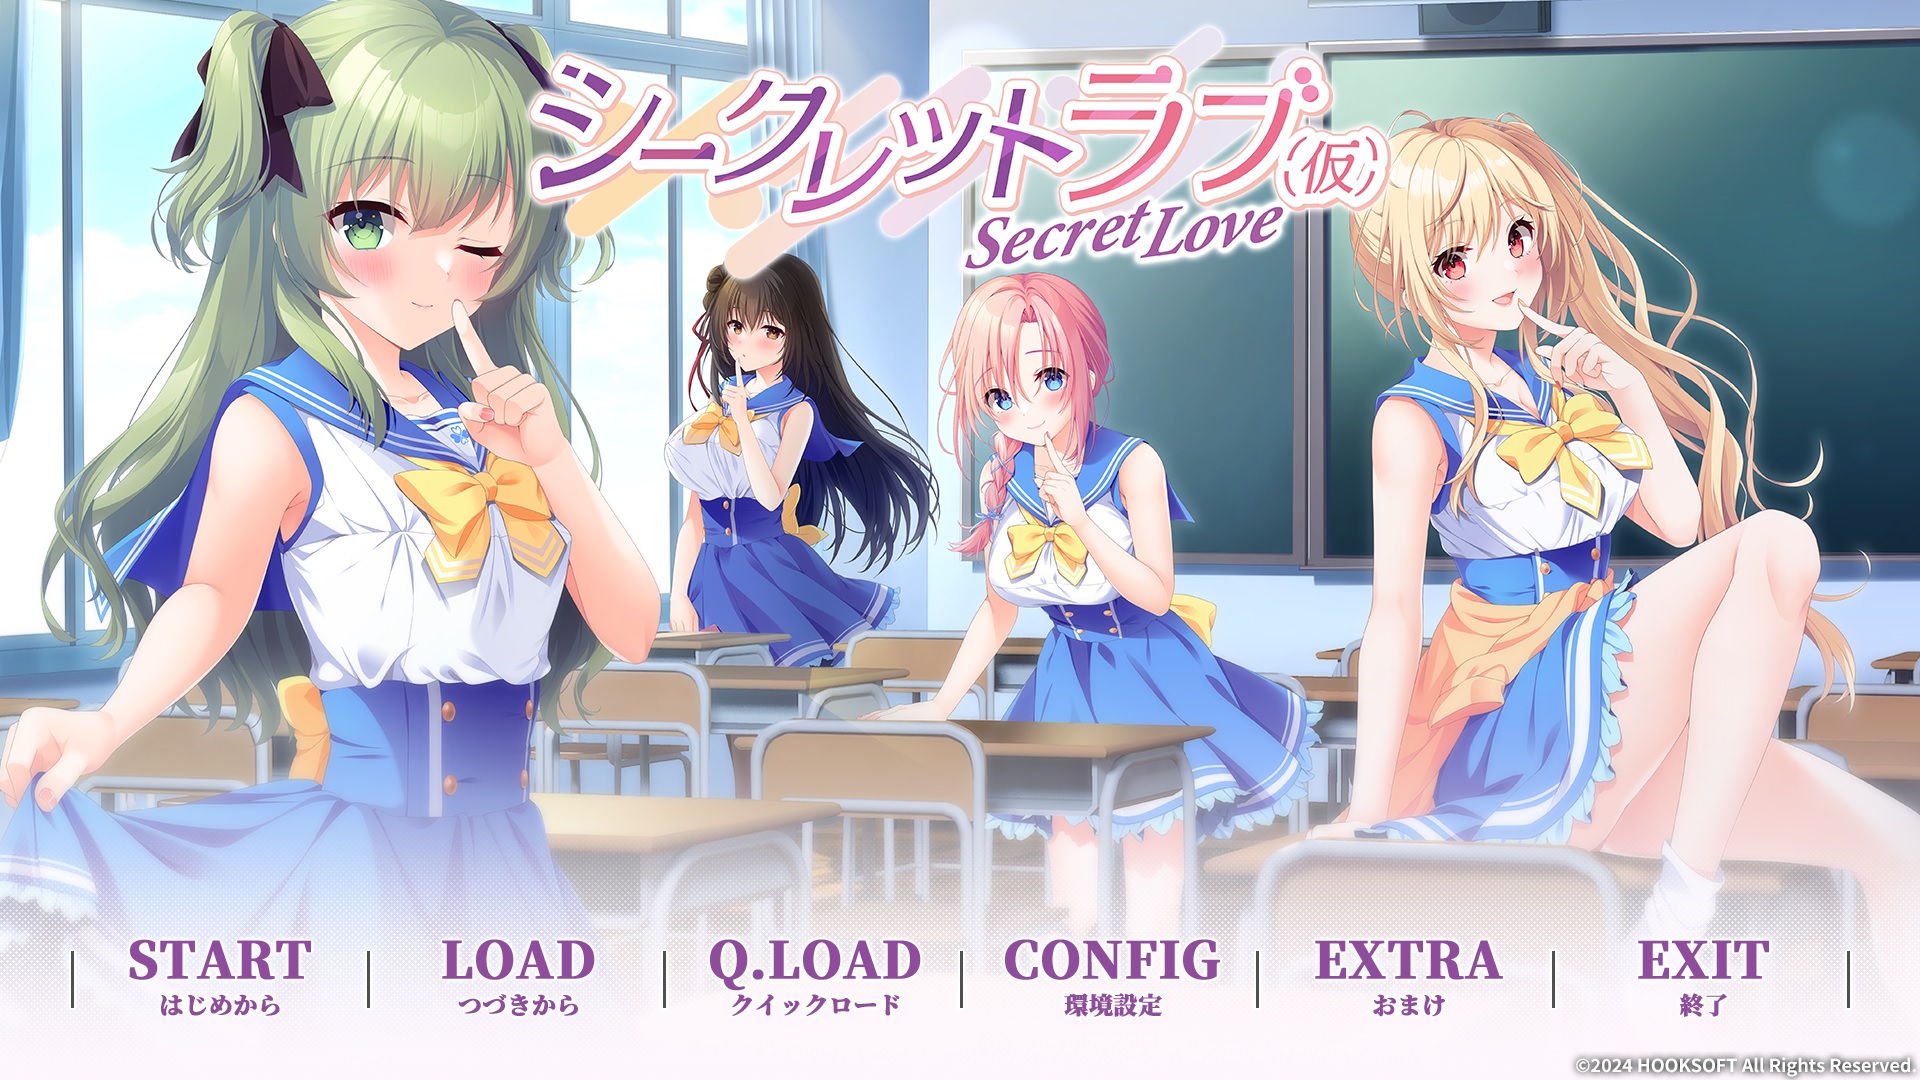 シークレットラブ(仮)
Secret Love
START
はじめから
LOAD
つづきから
Q.LOAD
クイックロード
CONFIG
環境設定
EXTRA
おまけ
EXIT
終了
©2024 HOOKSOFT All Rights Reserved.